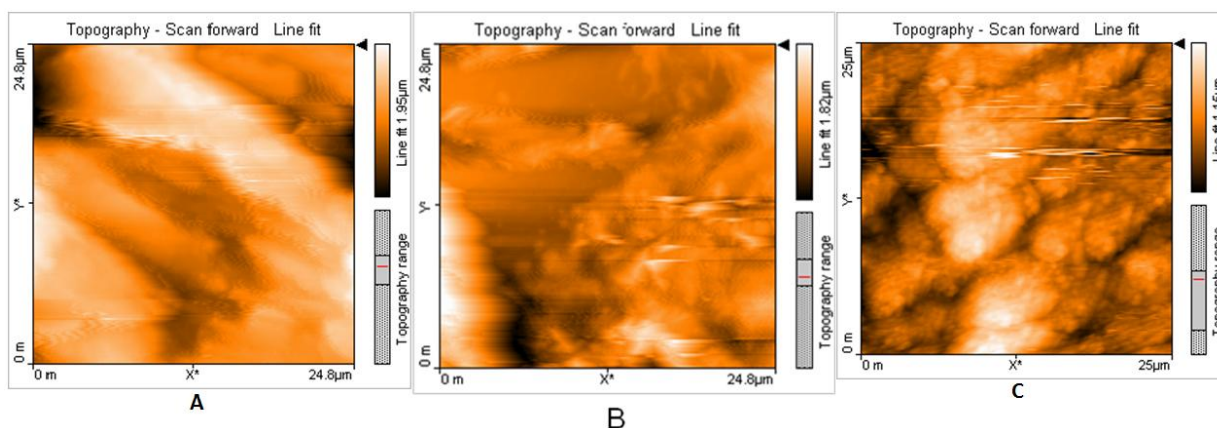 Topography - Scan forward Line fit
24.8µm
Y*
0 m
0 m
X*
24.8µm
Line fit 1.95µm
Topography range
A
Topography - Scan forward Line fit
24.8µm
Y*
0 m
0 m
X*
24.8µm
Line fit 1.82µm
Topography range
B
Topography - Scan forward Line fit
25µm
Y*
0 m
0 m
X*
25µm
Line fit
Topography range
C